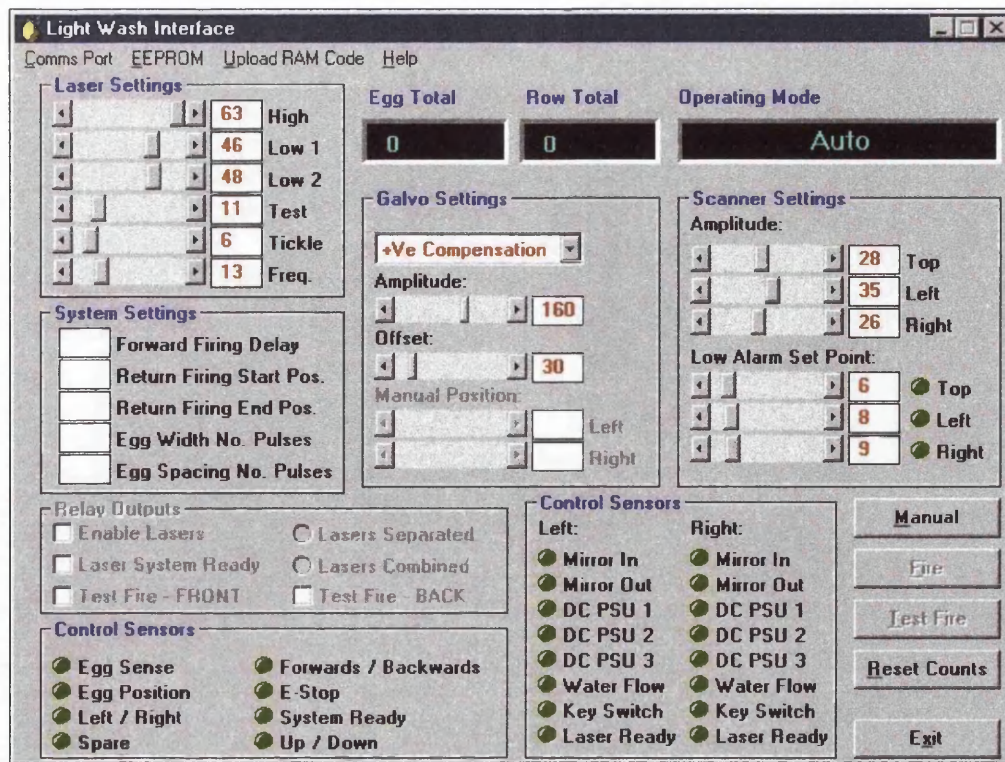 Light Wash Interface
Comms Port EEPROM Upload RAM Code Help
Laser Settings
63 High
46 Low 1
48 Low 2
11 Test
6 Tickle
13 Freq.
Egg Total
0
Row Total
0
Operating Mode
Auto
System Settings
Forward Firing Delay
Return Firing Start Pos.
Return Firing End Pos.
Egg Width No. Pulses
Egg Spacing No. Pulses
Galvo Settings
+Ve Compensation
Amplitude:
160
Offset:
30
Manual Position:
Left
Right
Scanner Settings
Amplitude:
28 Top
35 Left
26 Right
Low Alarm Set Point:
6 Top
8 Left
9 Right
Relay Outputs
Enable Lasers Lasers Separated
Laser System Ready Lasers Combined
Test Fire - FRONT Test Fire - BACK
Control Sensors
Egg Sense Forwards / Backwards
Egg Position E-Stop
Left / Right System Ready
Spare Up / Down
Control Sensors
Left: Right:
Mirror In Mirror In
Mirror Out Mirror Out
DC PSU 1 DC PSU 1
DC PSU 2 DC PSU 2
DC PSU 3 DC PSU 3
Water Flow Water Flow
Key Switch Key Switch
Laser Ready Laser Ready
Manual
Fire
Test Fire
Reset Counts
Exit